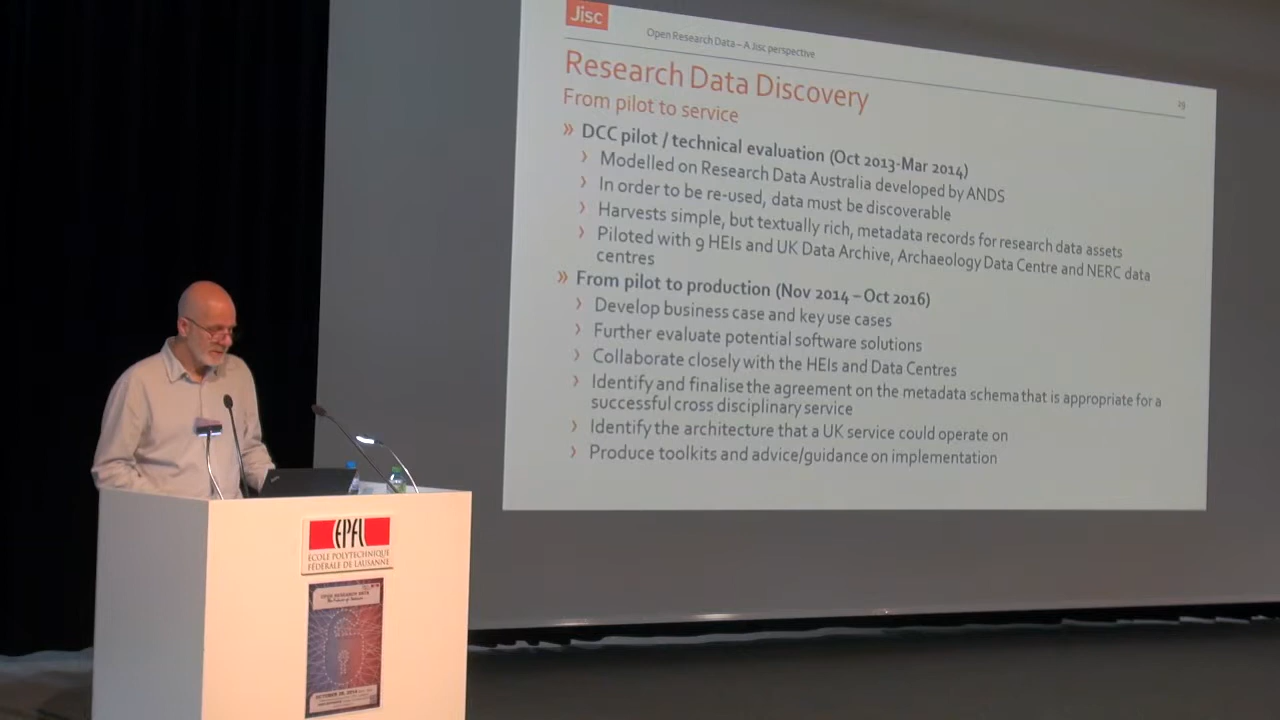 Jisc
Open Research Data – A Jisc perspective
29
Research Data Discovery
From pilot to service
» DCC pilot / technical evaluation (Oct 2013-Mar 2014)
› Modelled on Research Data Australia developed by ANDS
› In order to be re-used, data must be discoverable
› Harvests simple, but textually rich, metadata records for research data assets
› Piloted with 9 HEIs and UK Data Archive, Archaeology Data Centre and NERC data
centres
» From pilot to production (Nov 2014 – Oct 2016)
› Develop business case and key use cases
› Further evaluate potential software solutions
› Collaborate closely with the HEIs and Data Centres
› Identify and finalise the agreement on the metadata schema that is appropriate for a
successful cross disciplinary service
› Identify the architecture that a UK service could operate on
› Produce toolkits and advice/guidance on implementation
EPFL
ÉCOLE POLYTECHNIQUE
FÉDÉRALE DE LAUSANNE
OPEN RESEARCH DATA